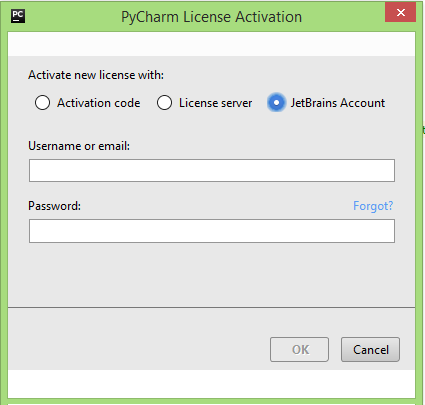 PC PyCharm License Activation
Activate new license with:
Activation code License server JetBrains Account
Username or email:
Password: Forgot?
OK Cancel